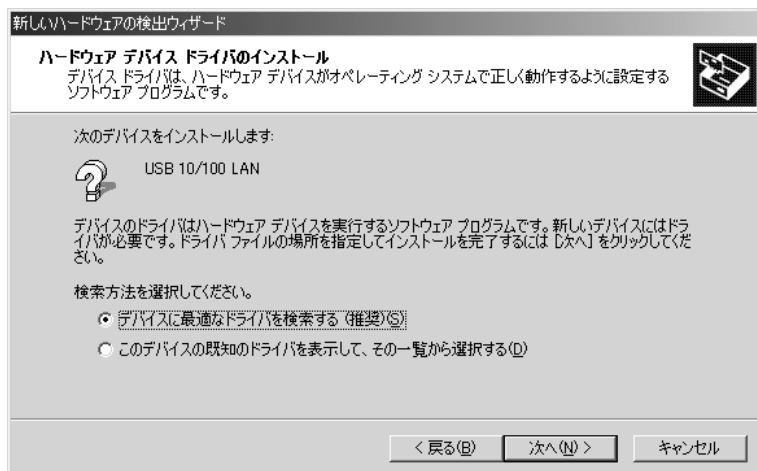 新しいハードウェアの検出ウィザード
ハードウェア デバイス ドライバのインストール
デバイス ドライバは、ハードウェア デバイスがオペレーティング システムで正しく動作するように設定する
ソフトウェア プログラムです。
次のデバイスをインストールします:
USB 10/100 LAN
デバイスのドライバはハードウェア デバイスを実行するソフトウェア プログラムです。新しいデバイスにはドラ
イバが必要です。ドライバ ファイルの場所を指定してインストールを完了するには [次へ] をクリックしてくだ
さい。
検索方法を選択してください。
デバイスに最適なドライバを検索する (推奨)(S)
このデバイスの既知のドライバを表示して、その一覧から選択する(D)
< 戻る(B) 次へ(N) > キャンセル